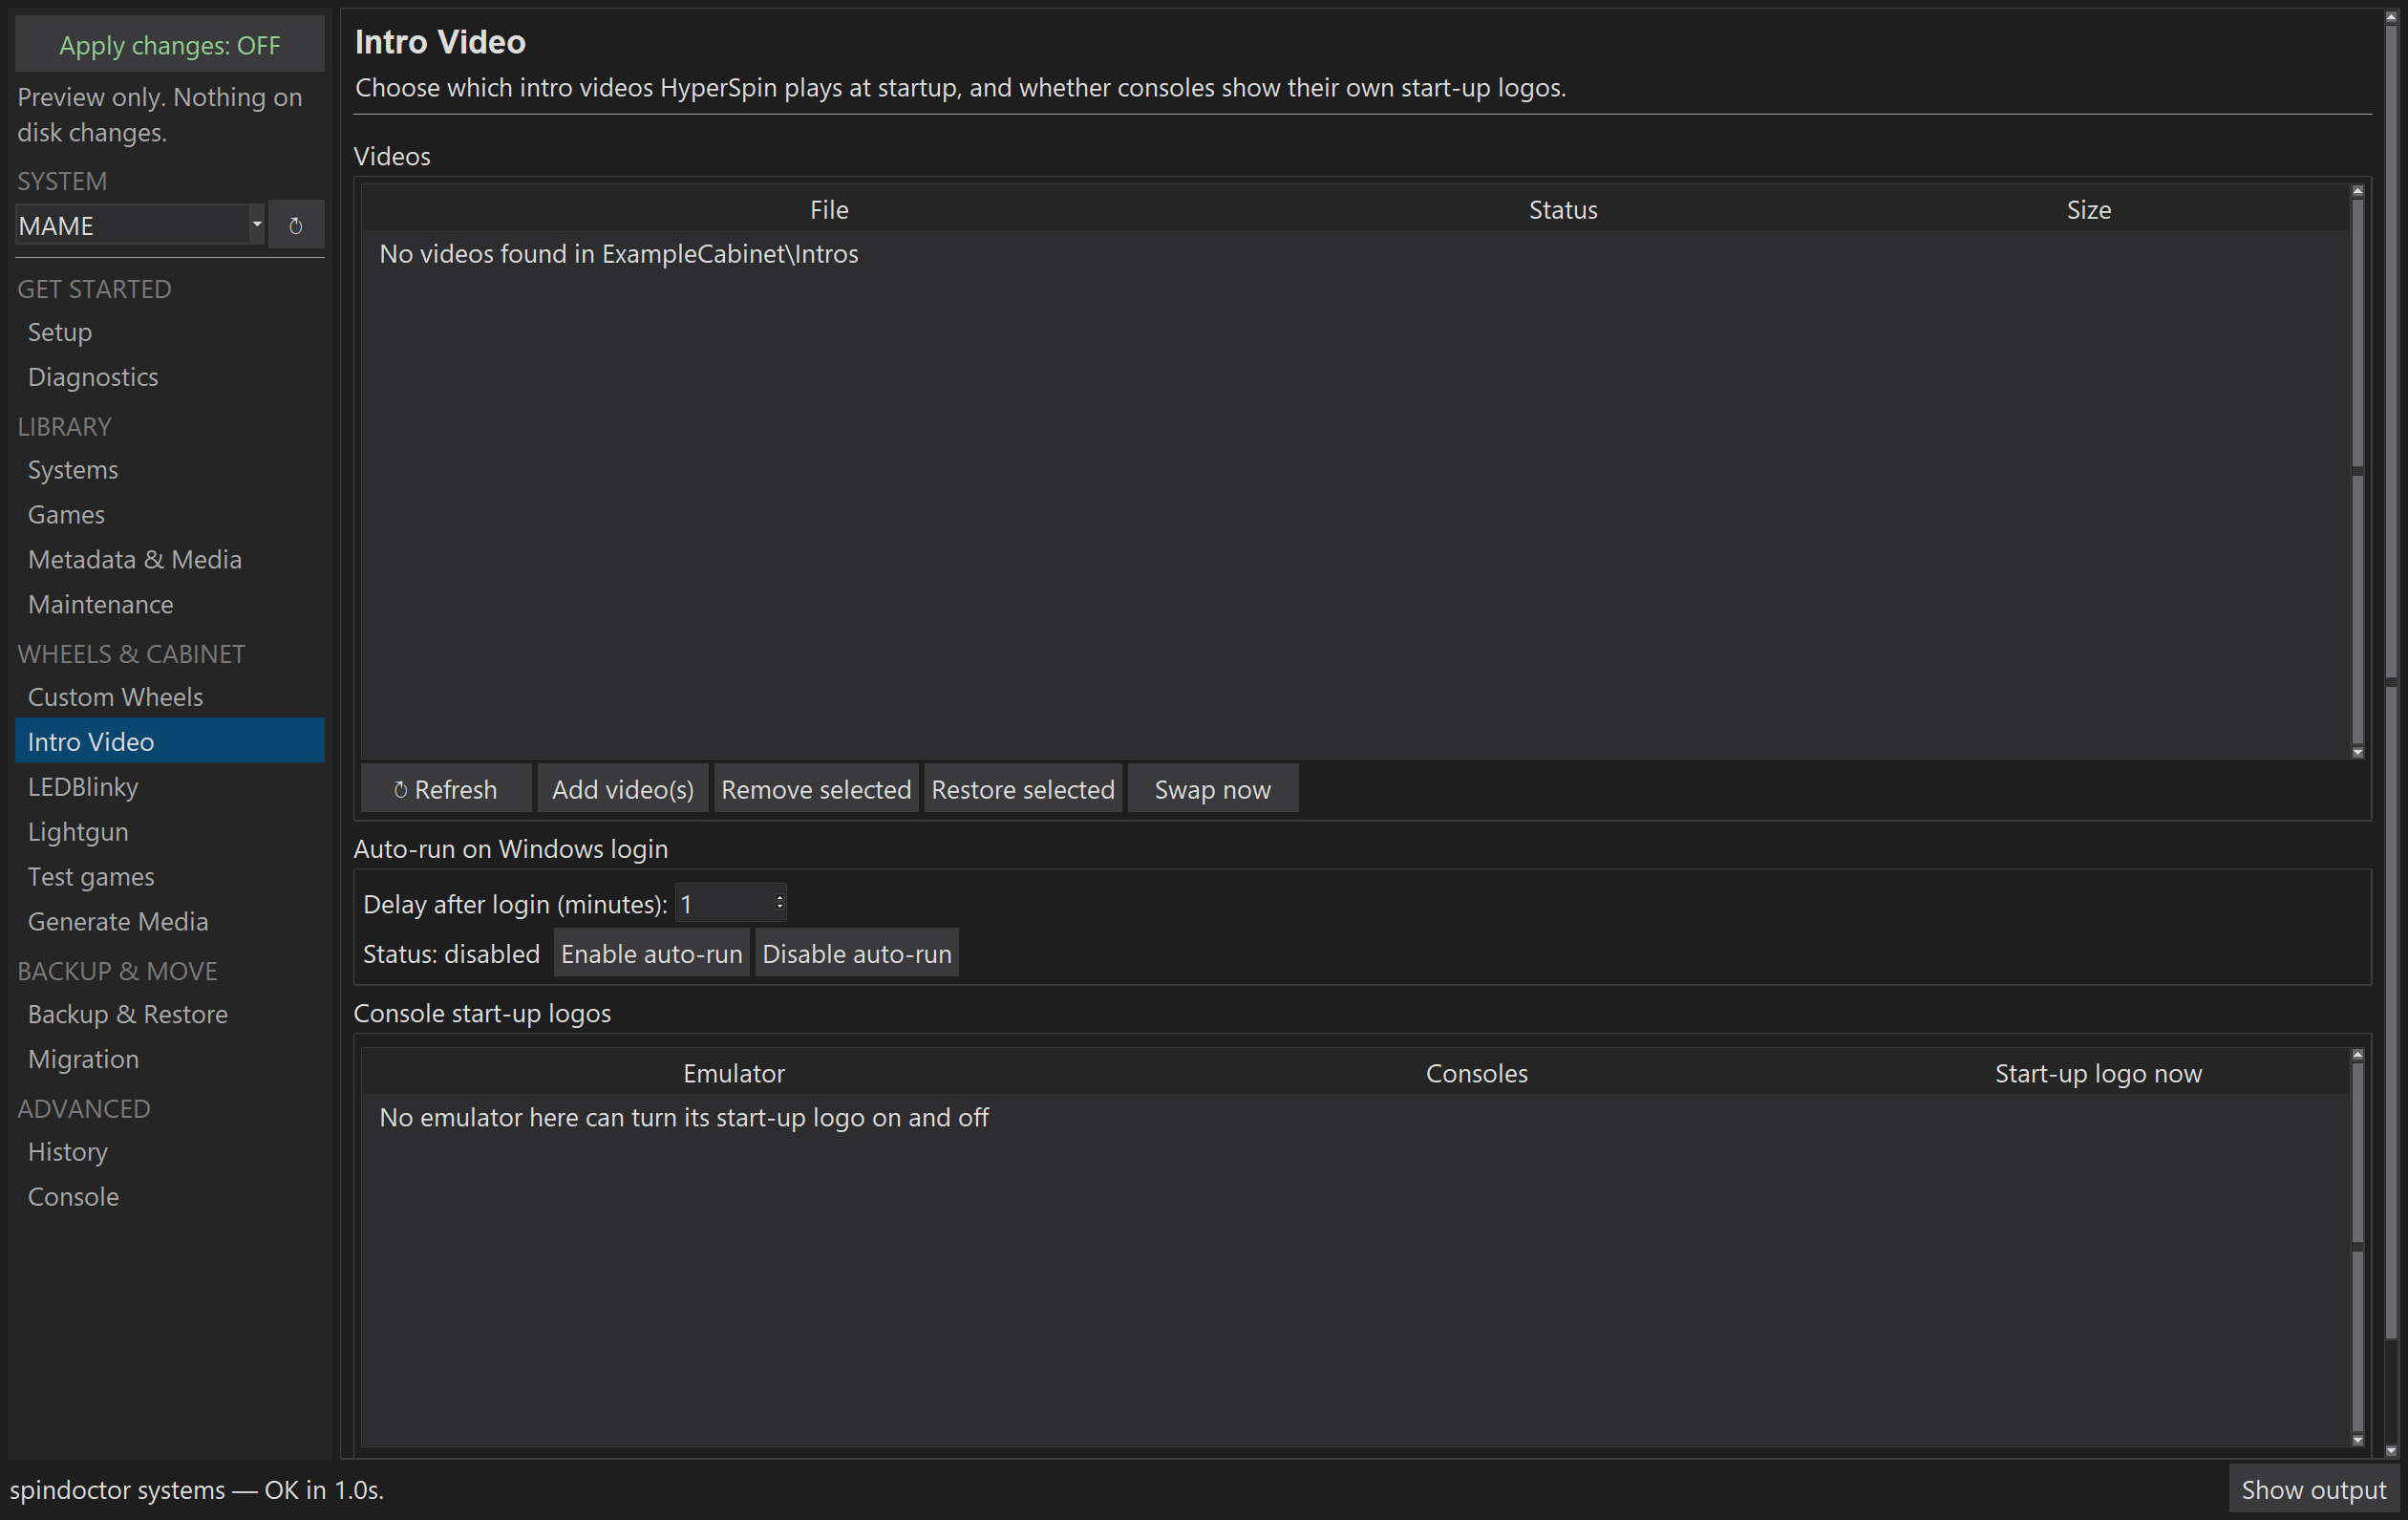 Apply changes: OFF
Preview only. Nothing on
disk changes.
SYSTEM
MAME
GET STARTED
Setup
Diagnostics
LIBRARY
Systems
Games
Metadata & Media
Maintenance
WHEELS & CABINET
Custom Wheels
Intro Video
LEDBlinky
Lightgun
Test games
Generate Media
BACKUP & MOVE
Backup & Restore
Migration
ADVANCED
History
Console
Intro Video
Choose which intro videos HyperSpin plays at startup, and whether consoles show their own start-up logos.
Videos
File Status Size
No videos found in ExampleCabinet\Intros
↻ Refresh Add video(s) Remove selected Restore selected Swap now
Auto-run on Windows login
Delay after login (minutes): 1
Status: disabled Enable auto-run Disable auto-run
Console start-up logos
Emulator Consoles Start-up logo now
No emulator here can turn its start-up logo on and off
spindoctor systems — OK in 1.0s.
Show output